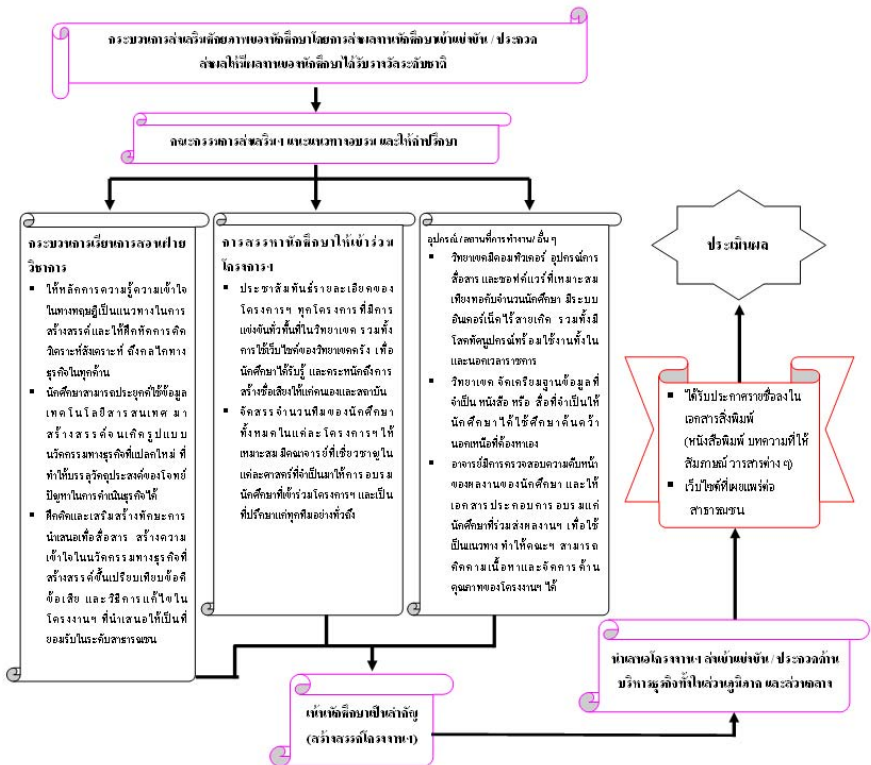 กระบวนการส่งเสริมศักยภาพของนักศึกษาโดยการส่งผลงานนักศึกษาเข้าแข่งขัน / ประกวด
ส่งผลให้มีผลงานของนักศึกษาได้รับรางวัลระดับชาติ
คณะกรรมการส่งเสริมฯ แนะแนวทางอบรม และให้คำปรึกษา
กระบวนการเรียนการสอนฝ่าย
วิชาการ
▪ ให้หลักการความรู้ความเข้าใจ
ในทางทฤษฎีเป็นแนวทางในการ
สร้างสรรค์และให้ฝึกหัดการคิด
วิเคราะห์สังเคราะห์ ถึงกลไกทาง
ธุรกิจในทุกด้าน
▪ นักศึกษาสามารถประยุกต์ใช้ข้อมูล
เทคโนโลยีสารสนเทศ มา
สร้างสรรค์จนเกิดรูปแบบ
นวัตกรรมทางธุรกิจที่แปลกใหม่ ที่
ทำให้บรรลุวัตถุประสงค์ของโจทย์
ปัญหาในการดำเนินธุรกิจได้
▪ ฝึกคิดและเสริมสร้างทักษะการ
นำเสนอเพื่อสื่อสาร สร้างความ
เข้าใจในนวัตกรรมทางธุรกิจที่
สร้างสรรค์ขึ้นเปรียบเทียบข้อดี
ข้อเสีย และวิธีการแก้ไขใน
โครงงานฯ ที่นำเสนอให้เป็นที่
ยอมรับในระดับสาธารณชน
การสรรหานักศึกษาให้เข้าร่วม
โครงการฯ
▪ ประชาสัมพันธ์รายละเอียดของ
โครงการฯ ทุกโครงการที่มีการ
แข่งขันทั่วพื้นที่ในวิทยาเขต รวมทั้ง
การใช้เว็บไซต์ของวิทยาเขตตรัง เพื่อ
นักศึกษาได้รับรู้ และตระหนักถึงการ
สร้างชื่อเสียงให้แก่ตนเองและสถาบัน
▪ จัดสรรจำนวนทีมของนักศึกษา
ทั้งหมดในแต่ละโครงการฯ ให้
เหมาะสม มีคณาจารย์ที่เชี่ยวชาญใน
แต่ละศาสตร์ที่จำเป็นมาให้การอบรม
นักศึกษาที่เข้าร่วมโครงการฯ และเป็น
ที่ปรึกษาแก่ทุกทีมอย่างทั่วถึง
อุปกรณ์ /สถานที่การทำงาน/ อื่น ๆ
▪ วิทยาเขตมีคอมพิวเตอร์ อุปกรณ์การ
สื่อสาร และซอฟต์แวร์ที่เหมาะสม
เพียงพอกับจำนวนนักศึกษา มีระบบ
อินเตอร์เน็ตไร้สายเกิด รวมทั้งมี
โสตทัศนูปกรณ์พร้อมใช้งานทั้งใน
และนอกเวลาราชการ
▪ วิทยาเขต จัดเตรียมฐานข้อมูลที่
จำเป็น หนังสือ หรือ สื่อที่จำเป็นให้
นักศึกษาได้ใช้ศึกษาค้นคว้า
นอกเหนือที่ต้องหาเอง
▪ อาจารย์มีการตรวจสอบความคืบหน้า
ของผลงานของนักศึกษา และให้
เอกสารประกอบการอบรมแก่
นักศึกษาที่ร่วมส่งผลงานฯ เพื่อใช้
เป็นแนวทาง ทำให้คณะฯ สามารถ
ติดตามเนื้อหาและจัดการด้าน
คุณภาพของโครงงานฯ ได้
ประเมินผล
▪ ได้รับประกาศรายชื่อลงใน
เอกสารสิ่งพิมพ์
(หนังสือพิมพ์ บทความที่ให้
สัมภาษณ์ วารสารต่าง ๆ)
▪ เว็บไซต์ที่เผยแพร่ต่อ
สาธารณชน
นำเสนอโครงงานฯ ส่งเข้าแข่งขัน / ประกวดด้าน
บริหารธุรกิจทั้งในส่วนภูมิภาค และส่วนกลาง
เน้นนักศึกษาเป็นสำคัญ
(สร้างสรรค์โครงงานฯ)